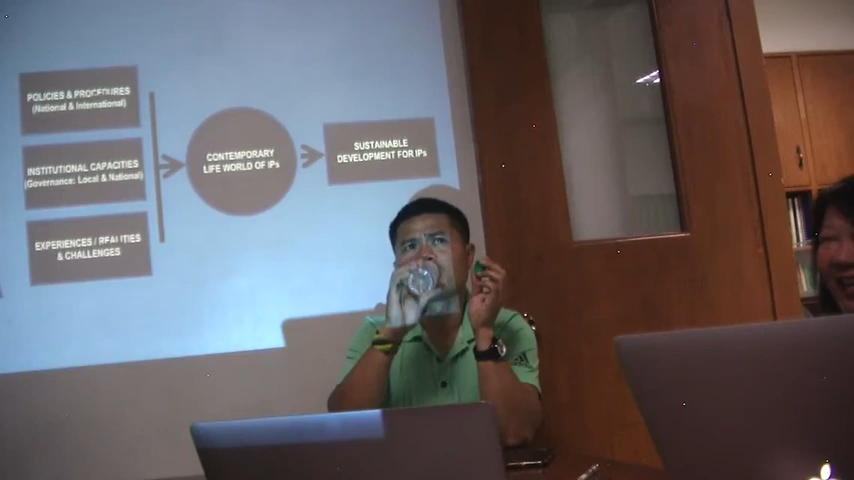 POLICIES & PROCEDURES
(National & International)
INSTITUTIONAL CAPACITIES
(Governance: Local & National)
EXPERIENCES / REALITIES
& CHALLENGES
CONTEMPORARY
LIFE WORLD OF IPs
SUSTAINABLE
DEVELOPMENT FOR IPs